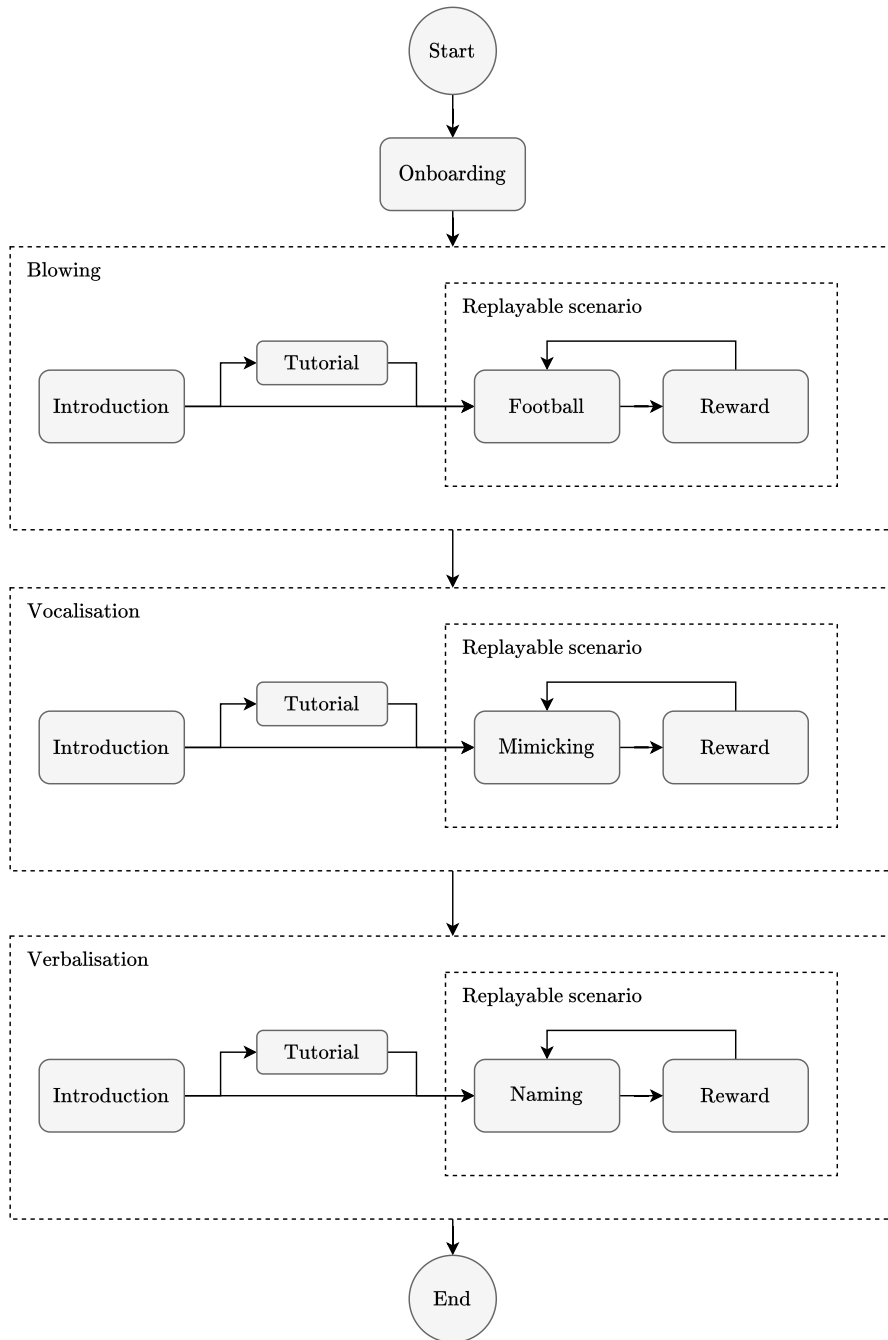 Start
Onboarding
Blowing
Replayable scenario
Tutorial
Introduction
Football
Reward
Vocalisation
Replayable scenario
Tutorial
Introduction
Mimicking
Reward
Verbalisation
Replayable scenario
Tutorial
Introduction
Naming
Reward
End